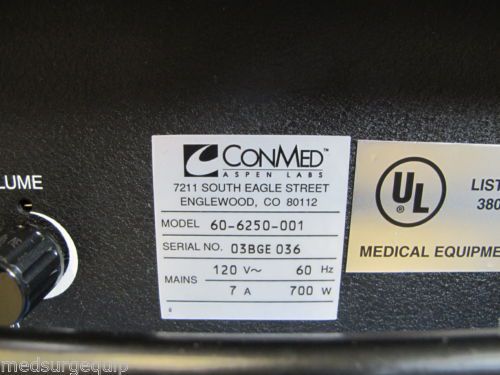 LUME
CONMED™
ASPEN LABS
7211 SOUTH EAGLE STREET
ENGLEWOOD, CO 80112
MODEL 60-6250-001
SERIAL NO. 03BGE 036
MAINS
120 V~ 60 Hz
7 A 700 W
UL
LIST
380
MEDICAL EQUIPME
medsurgequip